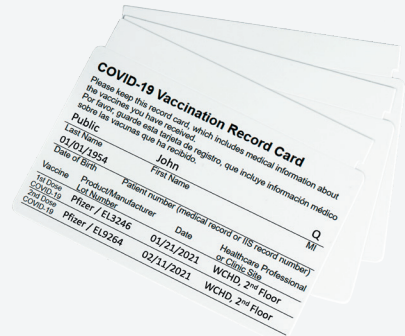 COVID-19 Vaccination Record Card
Please keep this record card, which includes medical information about
the vaccines you have received.
Por favor, guarde esta tarjeta de registro, que incluye información médico
sobre las vacunas que ha recibido.
Public John Q
Last Name First Name MI
01/01/1954
Date of Birth Patient number (medical record or IIS record number)
Vaccine Product/Manufacturer Date Healthcare Professional
Lot Number or Clinic Site
1st Dose
COVID-19 Pfizer / EL3246 01/21/2021 WCHD, 2nd Floor
2nd Dose
COVID-19 Pfizer / EL9264 02/11/2021 WCHD, 2nd Floor